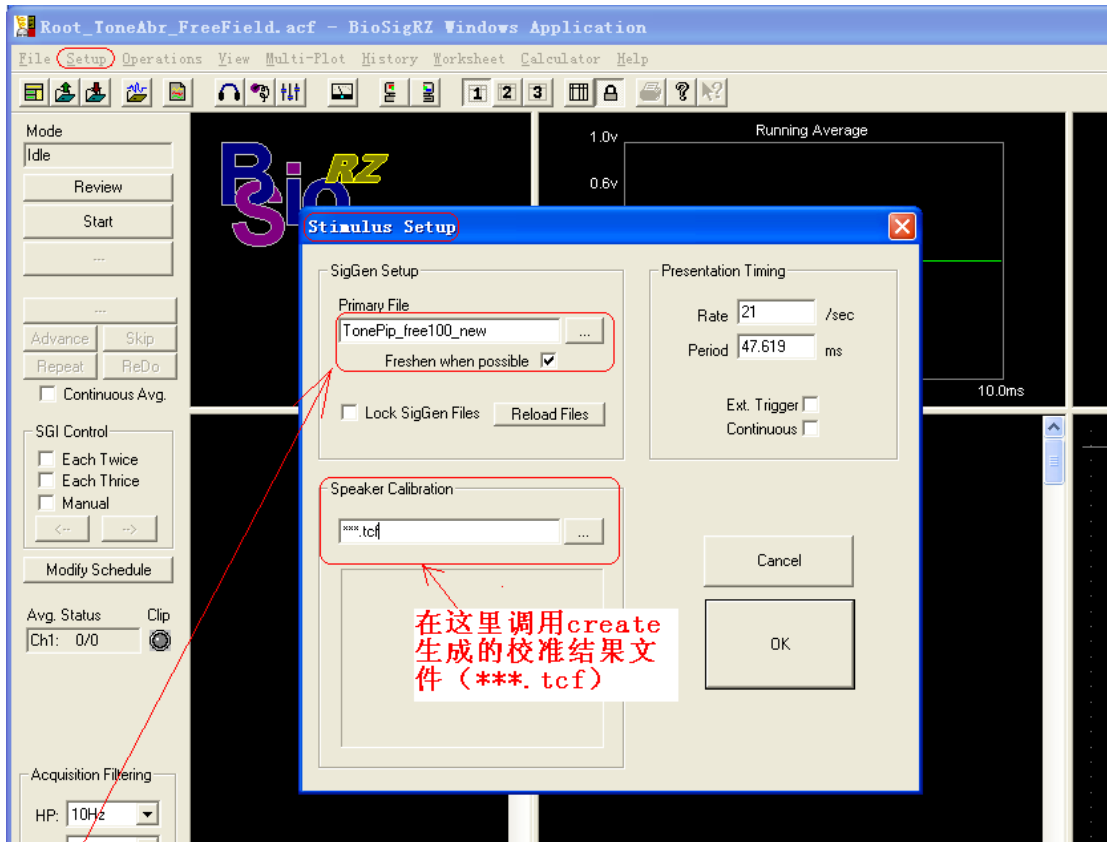 Root_ToneAbr_FreeField.acf - BioSigRZ Windows Application
File Setup Operations View Multi-Plot History Worksheet Calculator Help
1 2 3
Mode
Idle
Review
Start
---
---
Advance Skip
Repeat ReDo
Continuous Avg.
SGI Control
Each Twice
Each Thrice
Manual
<-- -->
Modify Schedule
Avg. Status Clip
Ch1: 0/0
Acquisition Filtering
HP: 10Hz
BioSig RZ
Running Average
1.0v
0.6v
10.0ms
Stimulus Setup
SigGen Setup
Primary File
TonePip_free100_new ...
Freshen when possible
Lock SigGen Files Reload Files
Speaker Calibration
***.tcf ...
在这里调用create
生成的校准结果文
件（***.tcf）
Presentation Timing
Rate 21 /sec
Period 47.619 ms
Ext. Trigger
Continuous
Cancel
OK